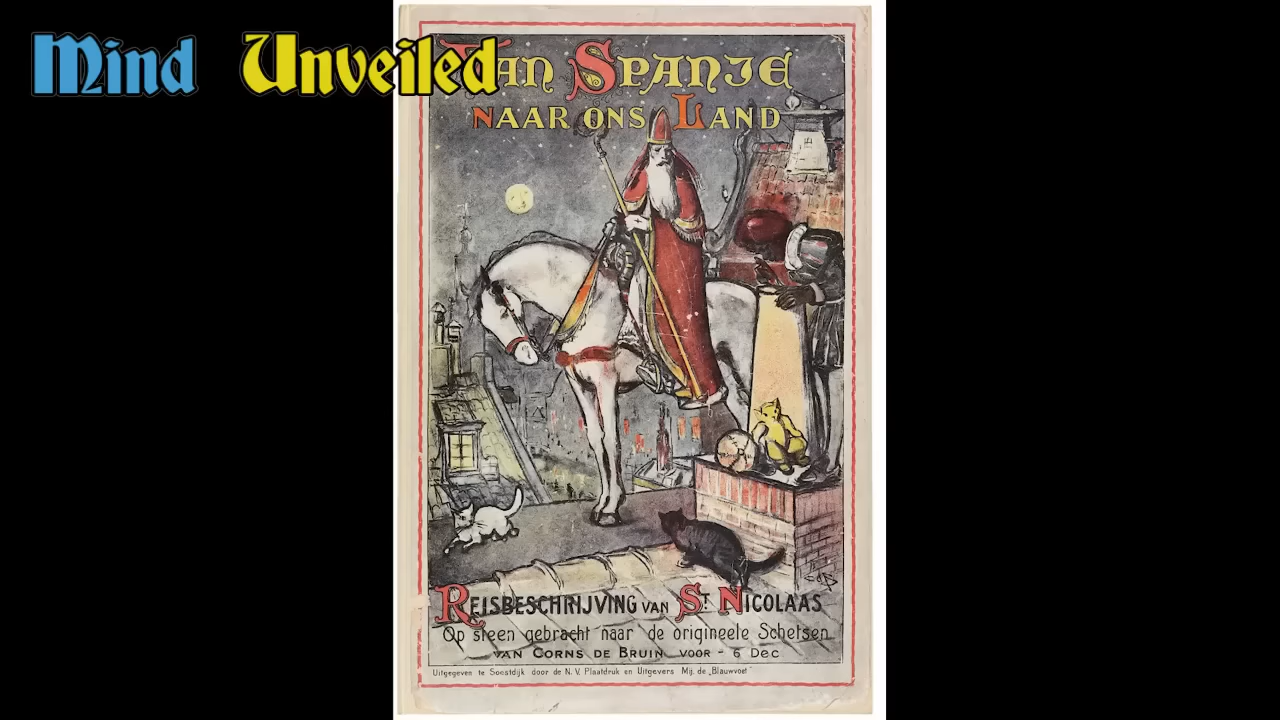 Mind Unveiled
Van Spanje
naar ons Land
Reisbeschrijving van St Nicolaas
Op steen gebracht naar de origineele Schetsen
van Corns de Bruin voor - 6 Dec
Uitgegeven te Soestdijk door de N.V. Plaatdruk en Uitgevers Mij. de „Blauwvoet"